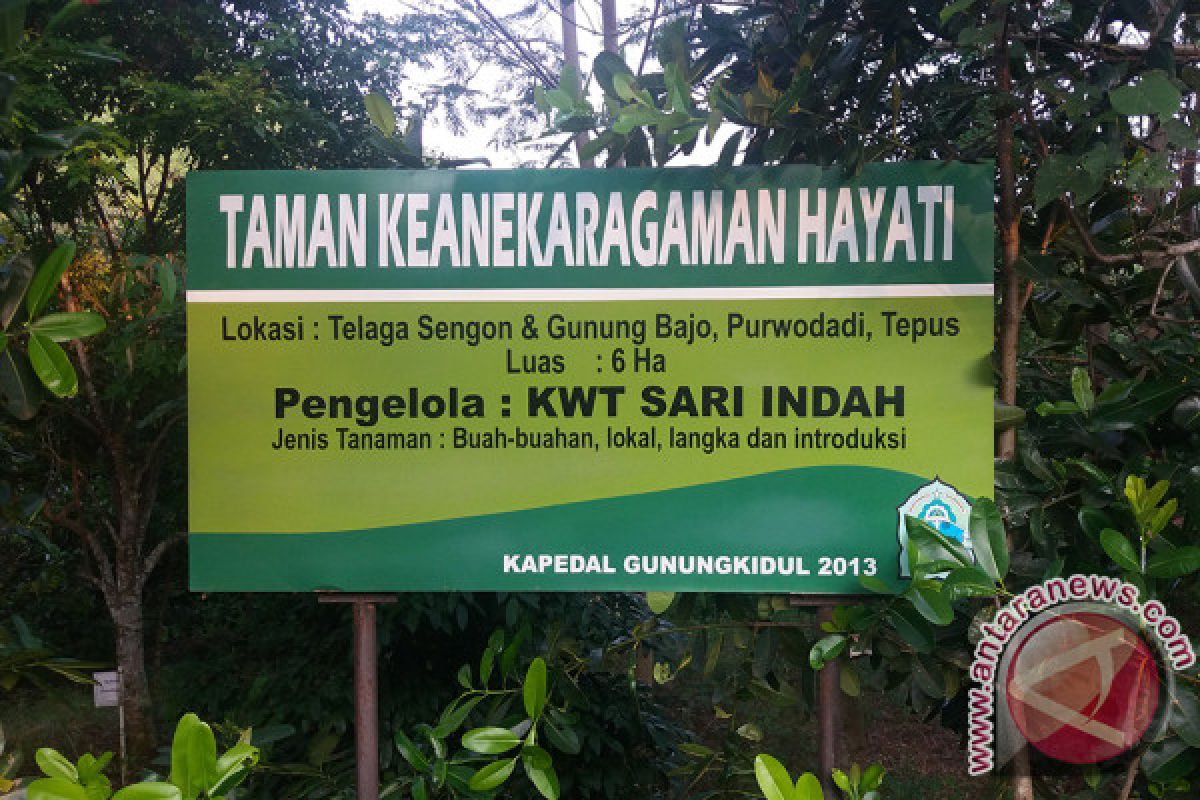 TAMAN KEANEKARAGAMAN HAYATI
Lokasi : Telaga Sengon & Gunung Bajo, Purwodadi, Tepus
Luas : 6 Ha
Pengelola : KWT SARI INDAH
Jenis Tanaman : Buah-buahan, lokal, langka dan introduksi
KAPEDAL GUNUNGKIDUL 2013
www.antaranews.com